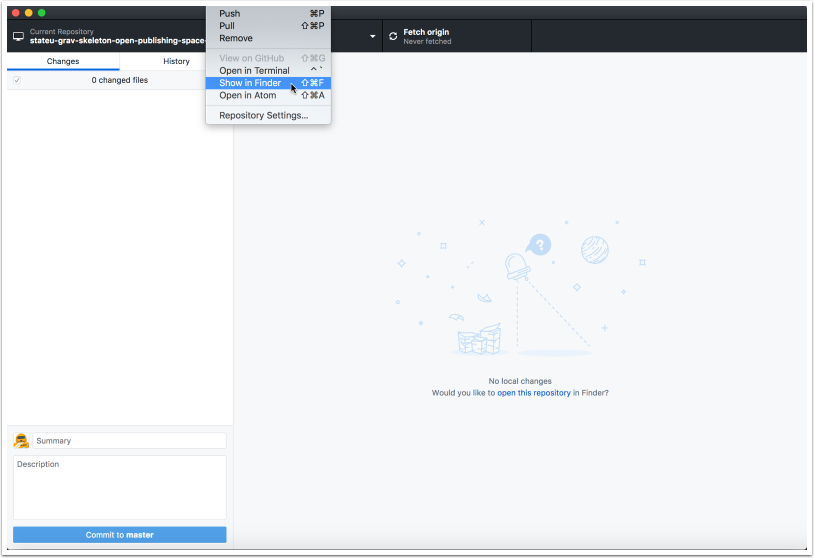 Push ⌘P
Pull ⇧⌘P
Remove
View on GitHub ⇧⌘G
Open in Terminal ⌃`
Show in Finder ⇧⌘F
Open in Atom ⇧⌘A
Repository Settings...
Current Repository
stateu-grav-skeleton-open-publishing-space-
Fetch origin
Never fetched
Changes
History
0 changed files
?
No local changes
Would you like to open this repository in Finder?
Summary
Description
Commit to master